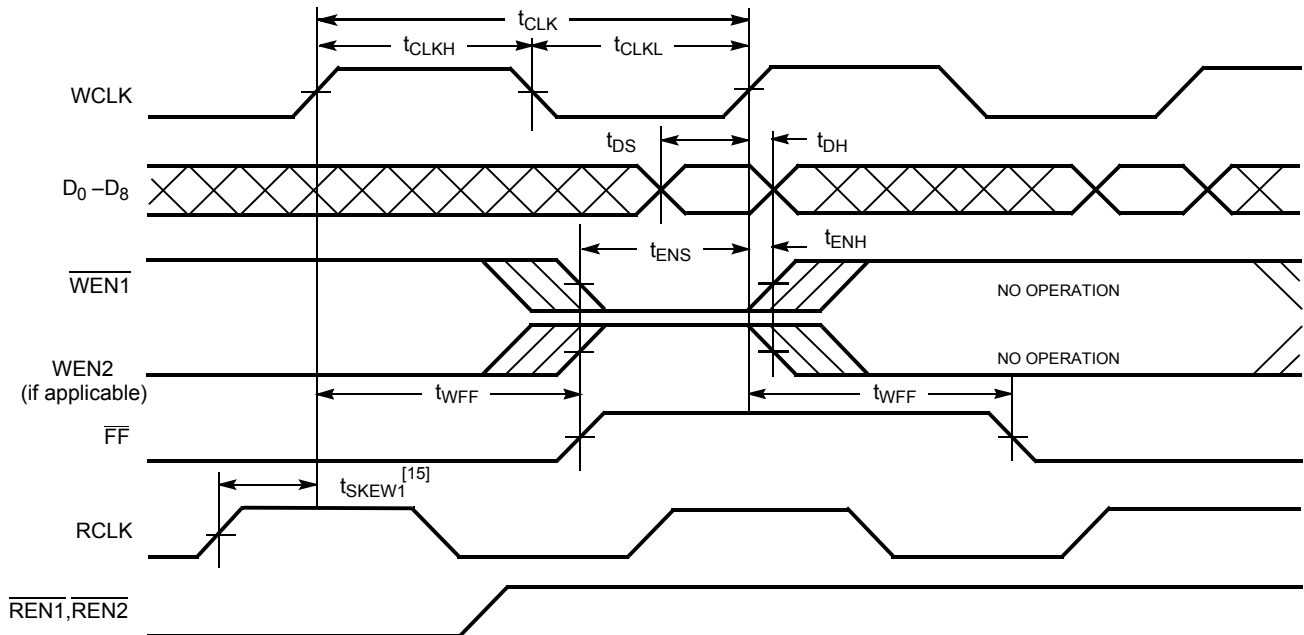 tCLK
tCLKH
tCLKL
WCLK
tDS
tDH
D0 –D8
tENS
tENH
WEN1
NO OPERATION
WEN2
(if applicable)
NO OPERATION
tWFF
tWFF
FF
tSKEW1[15]
RCLK
REN1,REN2